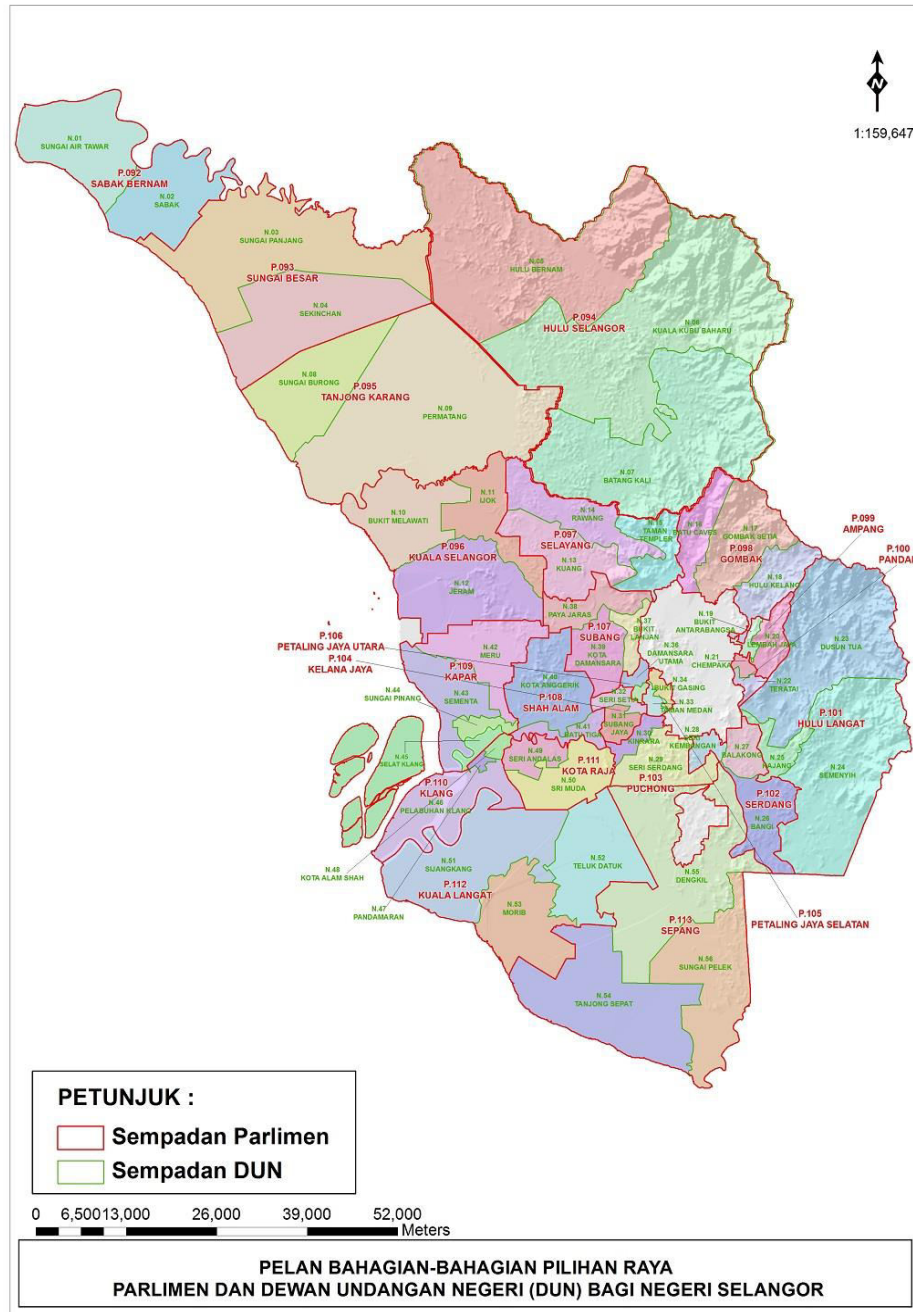 1:159,647
N.01
SUNGAI AIR TAWAR
P.092
SABAK BERNAM
N.02
SABAK
N.03
SUNGAI PANJANG
P.093
SUNGAI BESAR
N.04
SEKINCHAN
HULU BERNAM
P.094
HULU SELANGOR
KUALA KUBU BAHARU
N.08
SUNGAI BURONG
P.095
TANJONG KARANG
N.09
PERMATANG
N.07
BATANG KALI
N.10
BUKIT MELAWATI
N.11
IJOK
N.14
RAWANG
N.15
TAMAN
TEMPLER
N.16
BATU CAVES
N.17
GOMBAK SETIA
P.099
AMPANG
P.100
PANDAN
P.096
KUALA SELANGOR
P.097
SELAYANG
N.13
KUANG
P.098
GOMBAK
N.18
HULU KELANG
N.12
JERAM
N.38
PAYA JARAS
N.37
BUKIT
LANJAN
N.19
BUKIT
ANTARABANGSA
N.20
LEMBAH JAYA
N.23
DUSUN TUA
P.106
PETALING JAYA UTARA
P.104
KELANA JAYA
P.107
SUBANG
N.39
KOTA
DAMANSARA
DAMANSARA
UTAMA
N.21
CHEMPAKA
N.22
TERATAI
N.42
MERU
P.109
KAPAR
N.40
KOTA ANGGERIK
P.108
SHAH ALAM
N.34
BUKIT GASING
N.33
TAMAN MEDAN
N.32
SERI SETIA
P.101
HULU LANGAT
N.44
SUNGAI PINANG
N.43
SEMENTA
N.31
SUBANG
JAYA
N.41
BATU TIGA
N.30
KINRARA
N.28
SERI
KEMBANGAN
N.27
BALAKONG
N.25
KAJANG
N.24
SEMENYIH
N.45
SELAT KLANG
N.49
SERI ANDALAS
P.111
KOTA RAJA
N.29
SERI SERDANG
P.103
PUCHONG
P.110
KLANG
N.46
PELABUHAN KLANG
N.50
SRI MUDA
P.102
SERDANG
N.26
BANGI
N.48
KOTA ALAM SHAH
N.51
SIJANGKANG
P.112
KUALA LANGAT
N.52
TELUK DATUK
N.55
DENGKIL
N.47
PANDAMARAN
N.53
MORIB
P.113
SEPANG
P.105
PETALING JAYA SELATAN
N.56
SUNGAI PELEK
N.54
TANJONG SEPAT
PETUNJUK :
Sempadan Parlimen
Sempadan DUN
0 6,500 13,000 26,000 39,000 52,000
Meters
PELAN BAHAGIAN-BAHAGIAN PILIHAN RAYA
PARLIMEN DAN DEWAN UNDANGAN NEGERI (DUN) BAGI NEGERI SELANGOR